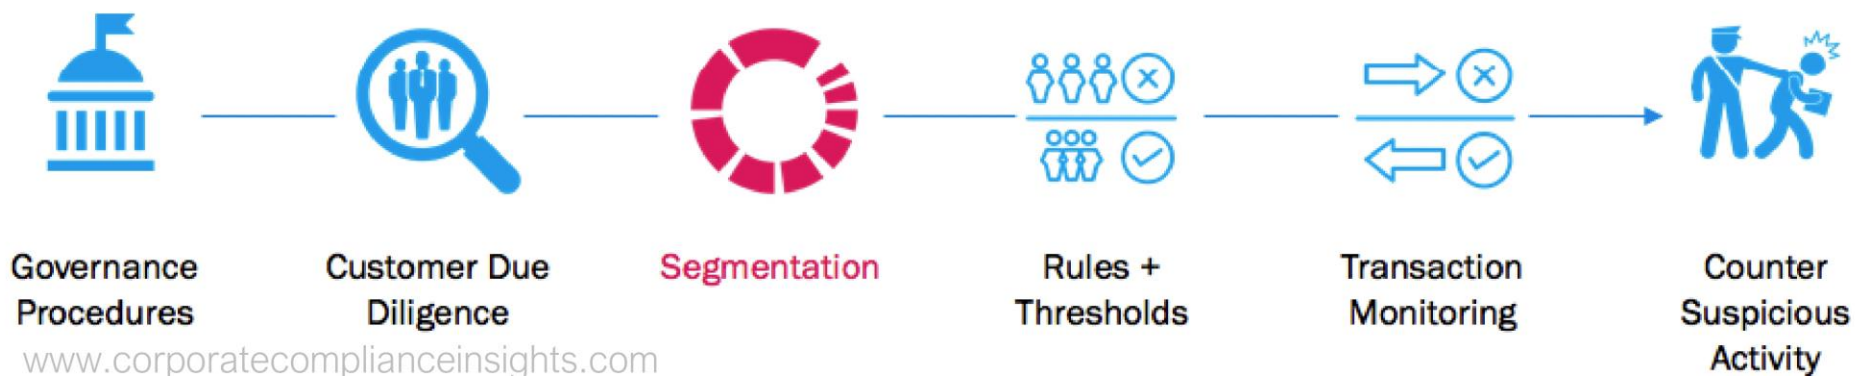 Governance
Procedures
Customer Due
Diligence
Segmentation
Rules +
Thresholds
Transaction
Monitoring
Counter
Suspicious
Activity
www.corporatecomplianceinsights.com